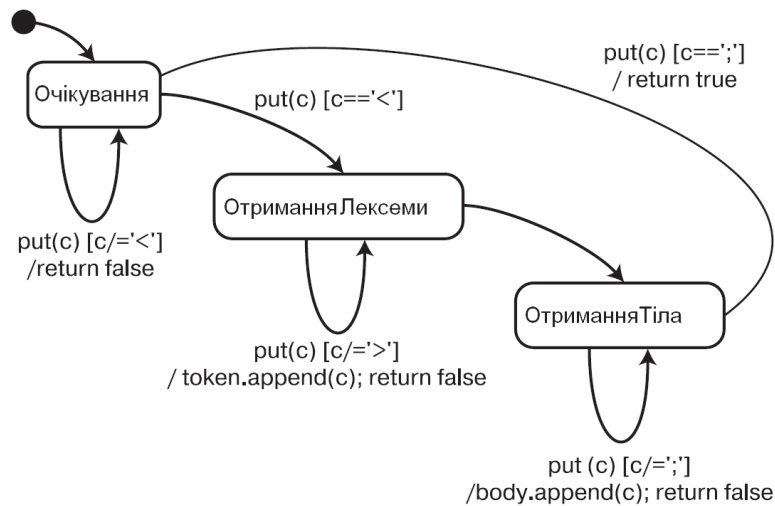 put(c) [c==';']
/ return true
Очікування
put(c) [c=='<']
ОтриманняЛексеми
put(c) [c/='<']
/return false
ОтриманняТіла
put(c) [c/='>']
/ token.append(c); return false
put (c) [c/=';']
/body.append(c); return false